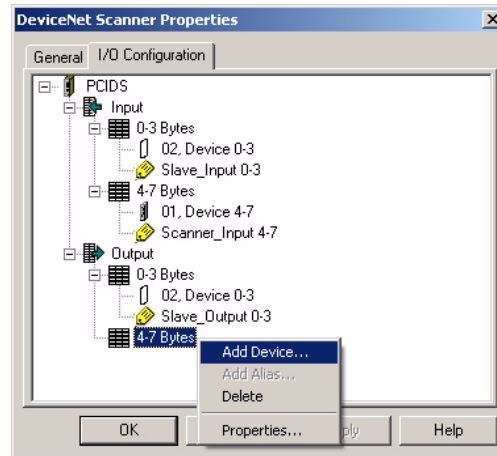 DeviceNet Scanner Properties
General I/O Configuration
PCIDS
Input
0-3 Bytes
02, Device 0-3
Slave_Input 0-3
4-7 Bytes
01, Device 4-7
Scanner_Input 4-7
Output
0-3 Bytes
02, Device 0-3
Slave_Output 0-3
4-7 Bytes
Add Device...
Add Alias...
Delete
Properties...
OK Help